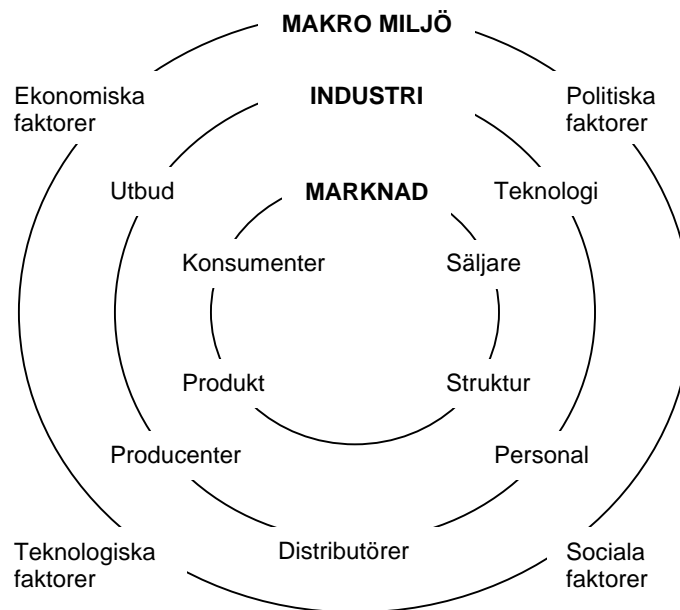 MAKRO MILJÖ
Ekonomiska
faktorer
INDUSTRI
Politiska
faktorer
Utbud
MARKNAD
Teknologi
Konsumenter
Säljare
Produkt
Struktur
Producenter
Personal
Teknologiska
faktorer
Distributörer
Sociala
faktorer